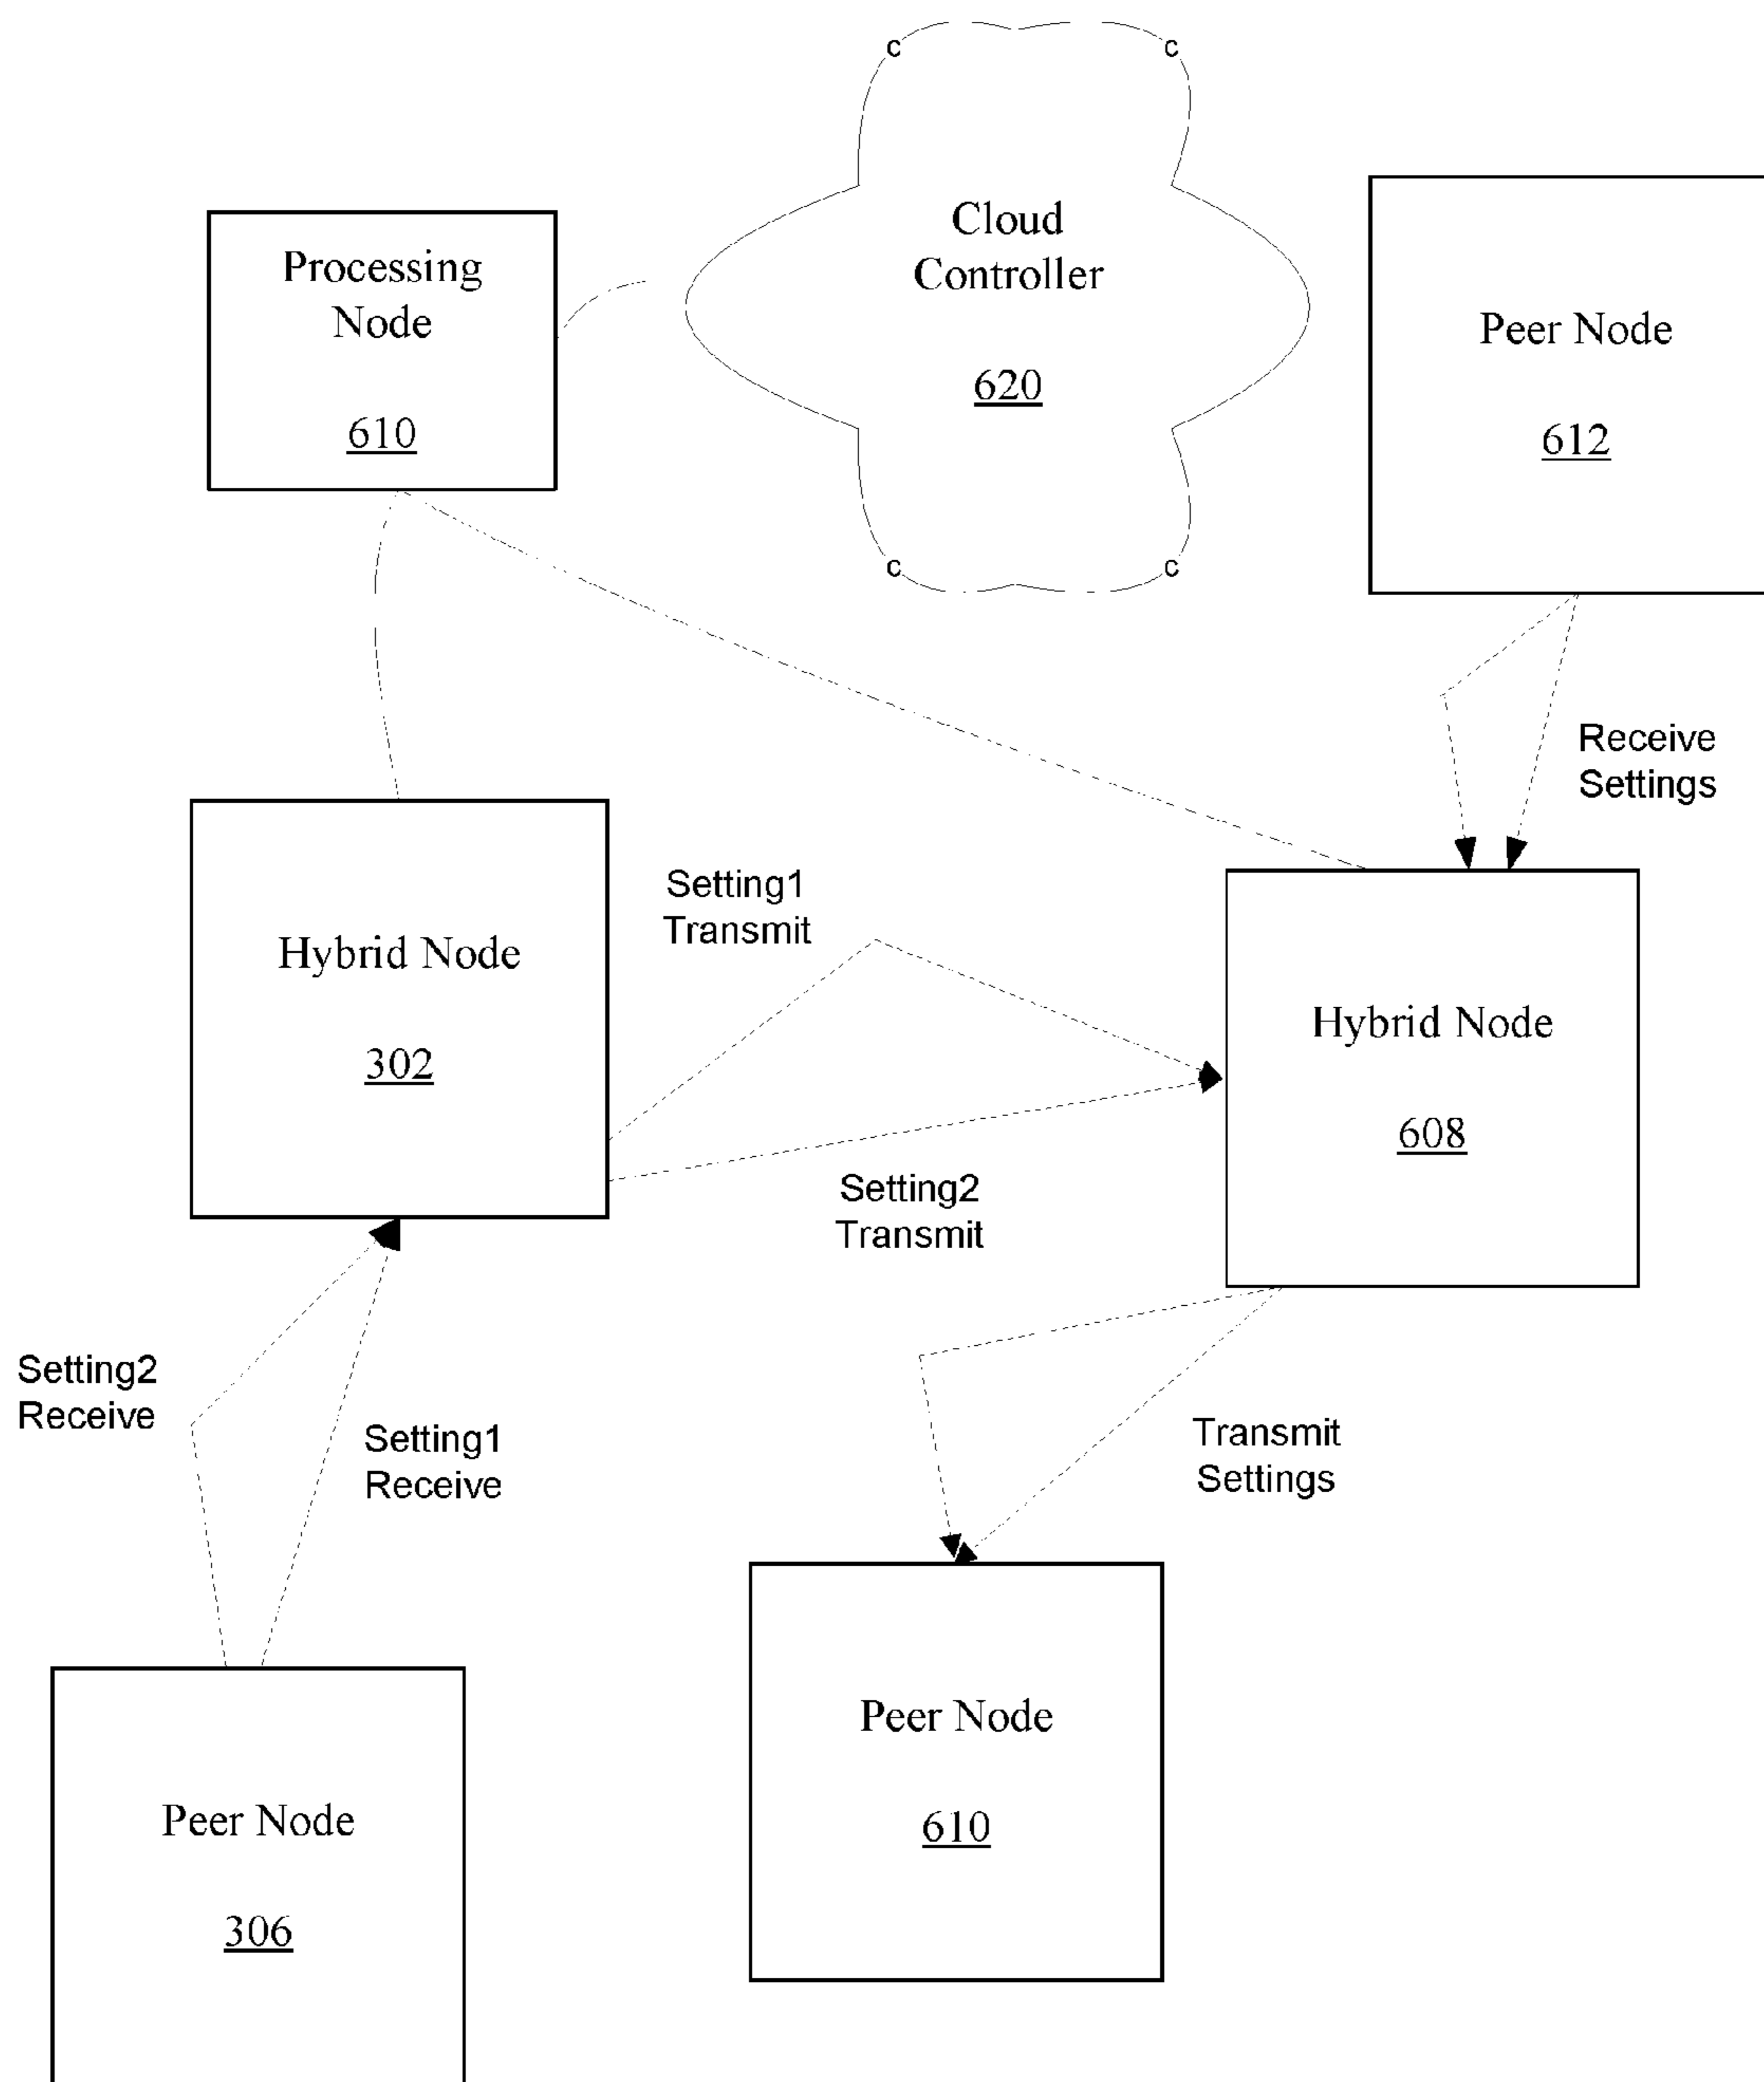 c
c
Cloud
Controller
620
c
c
Processing
Node
610
Peer Node
612
Receive
Settings
Setting1
Transmit
Hybrid Node
302
Hybrid Node
608
Setting2
Transmit
Setting2
Receive
Setting1
Receive
Transmit
Settings
Peer Node
610
Peer Node
306